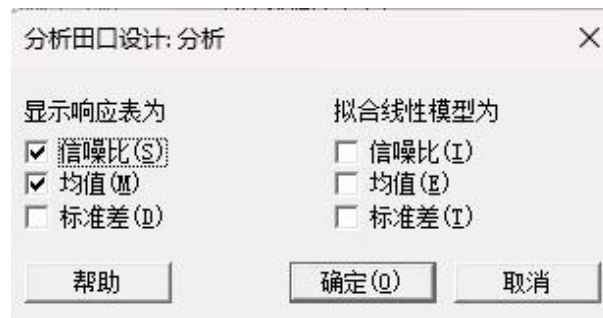 分析田口设计: 分析
显示响应表为
信噪比(S)
均值(M)
标准差(D)
拟合线性模型为
信噪比(I)
均值(E)
标准差(T)
帮助
确定(O)
取消